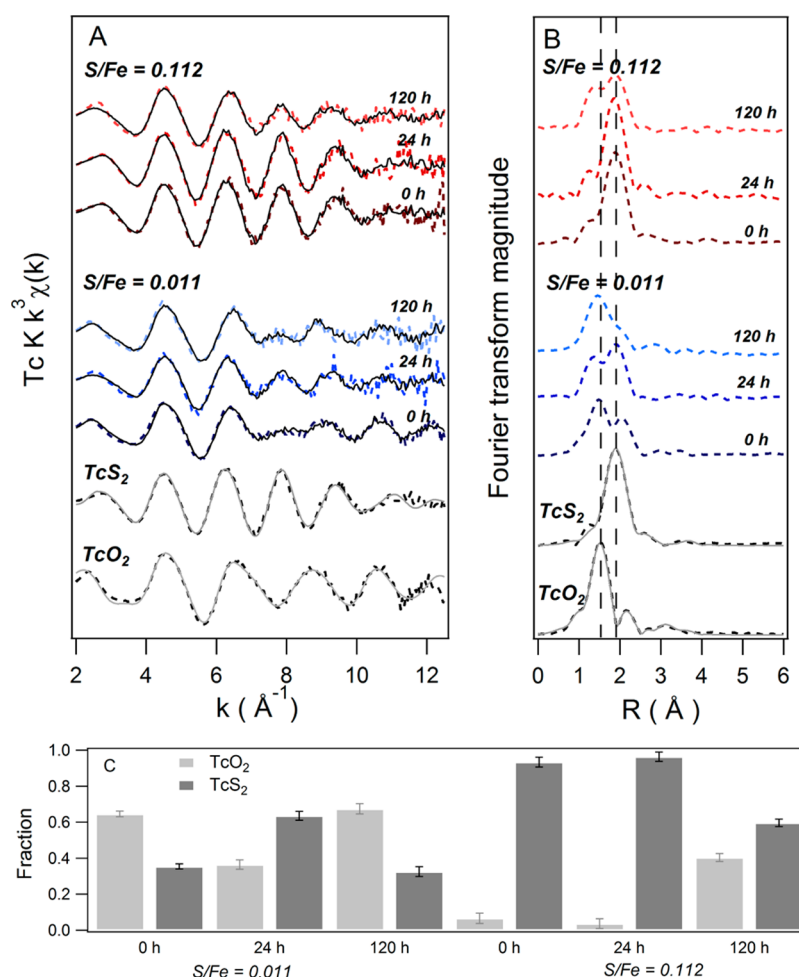 A
S/Fe = 0.112
120 h
24 h
0 h
S/Fe = 0.011
120 h
24 h
0 h
TcS2
TcO2
Tc K k3 χ(k)
2 4 6 8 10 12
k ( Å-1)
B
S/Fe = 0.112
120 h
24 h
0 h
S/Fe = 0.011
120 h
24 h
0 h
TcS2
TcO2
Fourier transform magnitude
0 1 2 3 4 5 6
R ( Å )
C
TcO2
TcS2
Fraction
1.0
0.8
0.6
0.4
0.2
0.0
0 h 24 h 120 h 0 h 24 h 120 h
S/Fe = 0.011 S/Fe = 0.112